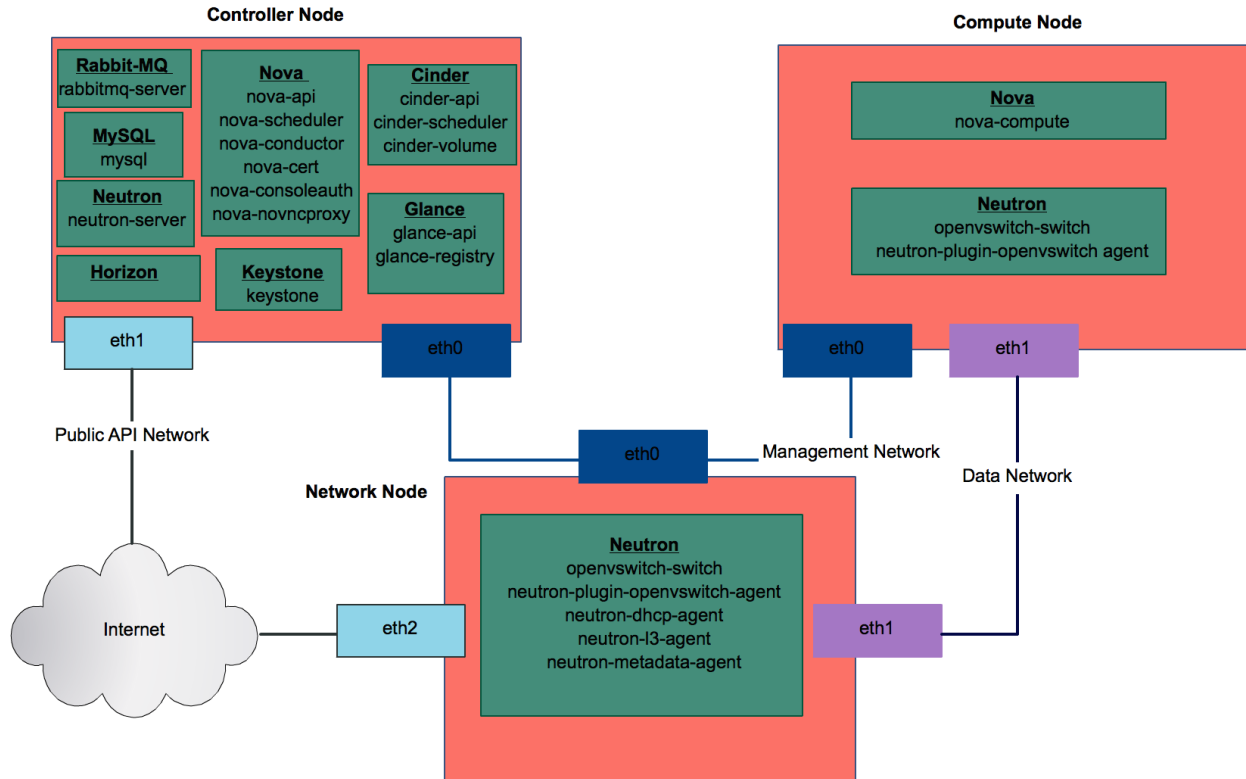 Controller Node
Rabbit-MQ
rabbitmq-server
MySQL
mysql
Neutron
neutron-server
Horizon
Nova
nova-api
nova-scheduler
nova-conductor
nova-cert
nova-consoleauth
nova-novncproxy
Keystone
keystone
Cinder
cinder-api
cinder-scheduler
cinder-volume
Glance
glance-api
glance-registry
eth1
eth0
Compute Node
Nova
nova-compute
Neutron
openvswitch-switch
neutron-plugin-openvswitch agent
eth0
eth1
Public API Network
Management Network
Data Network
Internet
Network Node
eth0
Neutron
openvswitch-switch
neutron-plugin-openvswitch-agent
neutron-dhcp-agent
neutron-l3-agent
neutron-metadata-agent
eth2
eth1